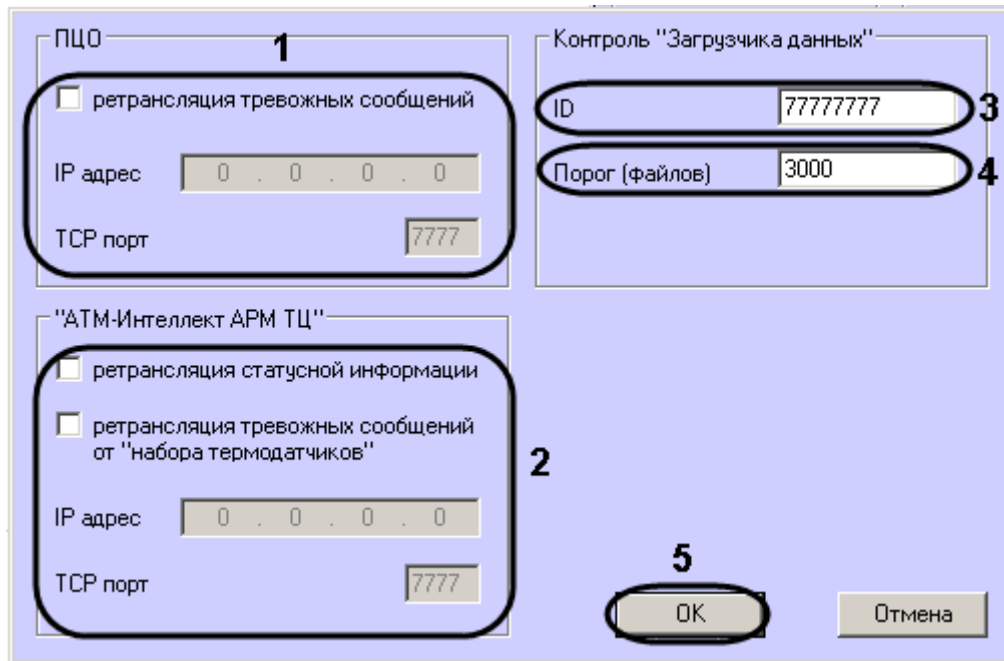 ПЦО
1
ретрансляция тревожных сообщений
IP адрес 0 . 0 . 0 . 0
TCP порт 7777
Контроль "Загрузчика данных"
ID 77777777 3
Порог (файлов) 3000 4
"АТМ-Интеллект АРМ ТЦ"
ретрансляция статусной информации
ретрансляция тревожных сообщений
от "набора термодатчиков"
2
IP адрес 0 . 0 . 0 . 0
TCP порт 7777
5
OK Отмена